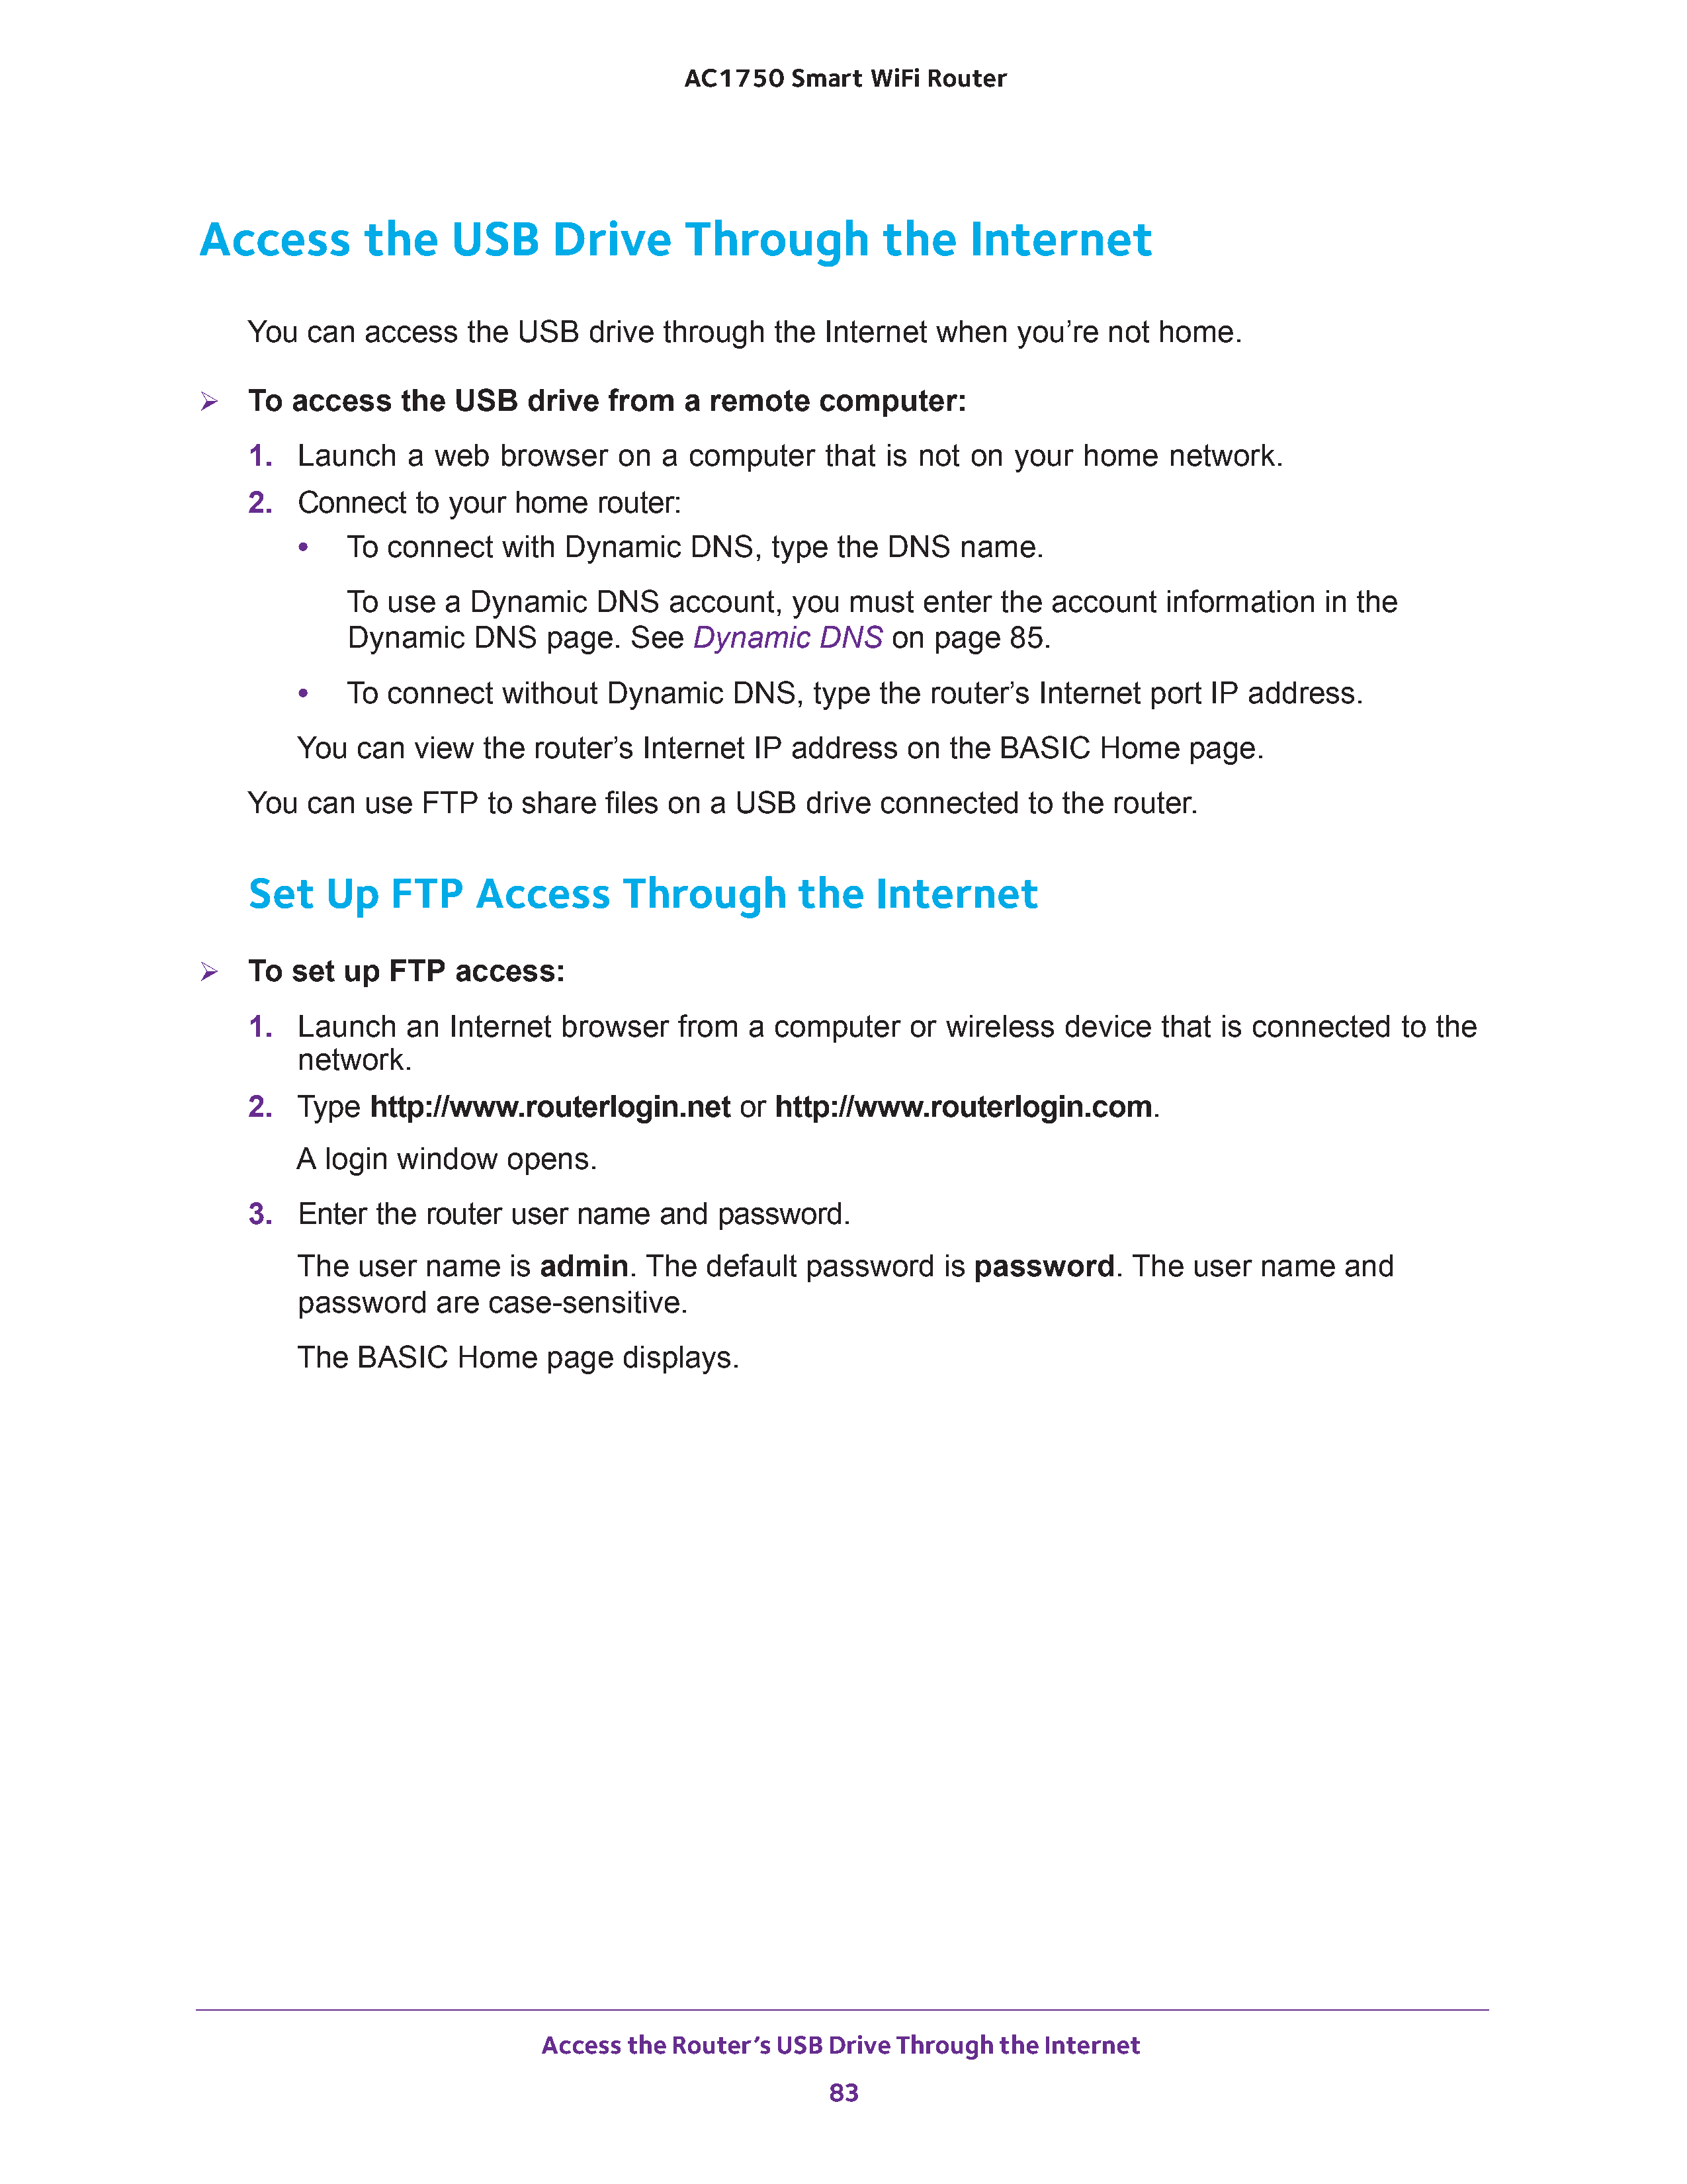 AC1750 Smart WiFi Router
Access the USB Drive Through the Internet
You can access the USB drive through the Internet when you’re not home.
➢ To access the USB drive from a remote computer:
1. Launch a web browser on a computer that is not on your home network.
2. Connect to your home router:
• To connect with Dynamic DNS, type the DNS name.
To use a Dynamic DNS account, you must enter the account information in the
Dynamic DNS page. See Dynamic DNS on page 85.
• To connect without Dynamic DNS, type the router’s Internet port IP address.
You can view the router’s Internet IP address on the BASIC Home page.
You can use FTP to share files on a USB drive connected to the router.
Set Up FTP Access Through the Internet
➢ To set up FTP access:
1. Launch an Internet browser from a computer or wireless device that is connected to the
network.
2. Type http://www.routerlogin.net or http://www.routerlogin.com.
A login window opens.
3. Enter the router user name and password.
The user name is admin. The default password is password. The user name and
password are case-sensitive.
The BASIC Home page displays.
Access the Router’s USB Drive Through the Internet
83